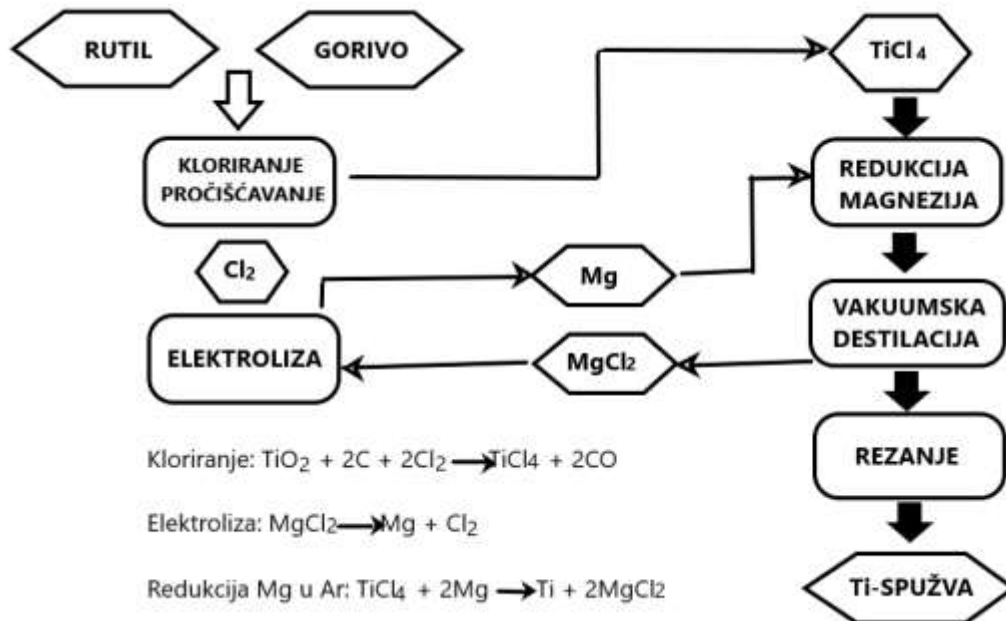 RUTIL
GORIVO
TiCl4
KLORIRANJE
PROČIŠĆAVANJE
REDUKCIJA
MAGNEZIJA
Cl2
Mg
ELEKTROLIZA
MgCl2
VAKUUMSKA
DESTILACIJA
REZANJE
Ti-SPUŽVA
Kloriranje: TiO2 + 2C + 2Cl2 → TiCl4 + 2CO
Elektroliza: MgCl2 → Mg + Cl2
Redukcija Mg u Ar: TiCl4 + 2Mg → Ti + 2MgCl2